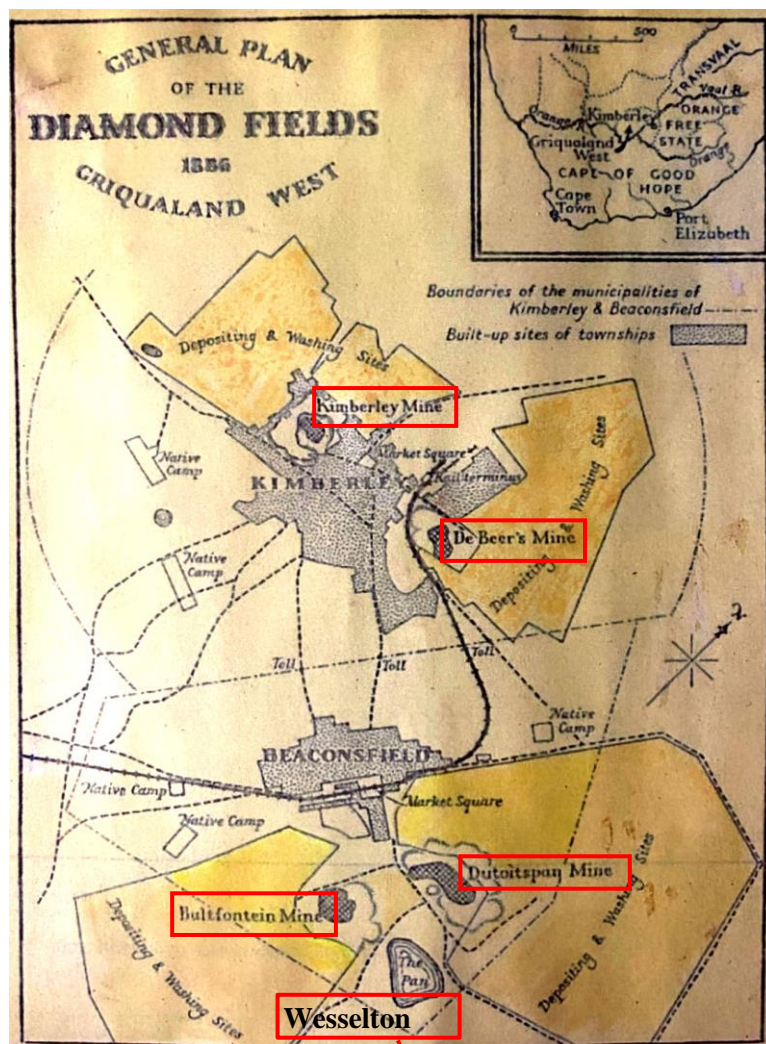 GENERAL PLAN
OF THE
DIAMOND FIELDS
1886
GRIQUALAND WEST
0
500
MILES
TRANSVAAL
Vaal R.
Orange R.
Kimberley
ORANGE
FREE
STATE
Griqualand
West
Orange
CAPE OF GOOD
HOPE
Cape
Town
Port
Elizabeth
Boundaries of the municipalities of
Kimberley & Beaconsfield
Built-up sites of townships
Depositing & Washing Sites
Kimberley Mine
Native
Camp
Market Square
KIMBERLEY
Rail terminus
De Beer's Mine
Depositing & Washing Sites
Native
Camp
Toll
Toll
Toll
Native
Camp
BEACONSFIELD
Native Camp
Market Square
Native
Camp
Dutoitspan Mine
Bultfontein Mine
Depositing & Washing Sites
Depositing & Washing Sites
The
Pan
Wesselton